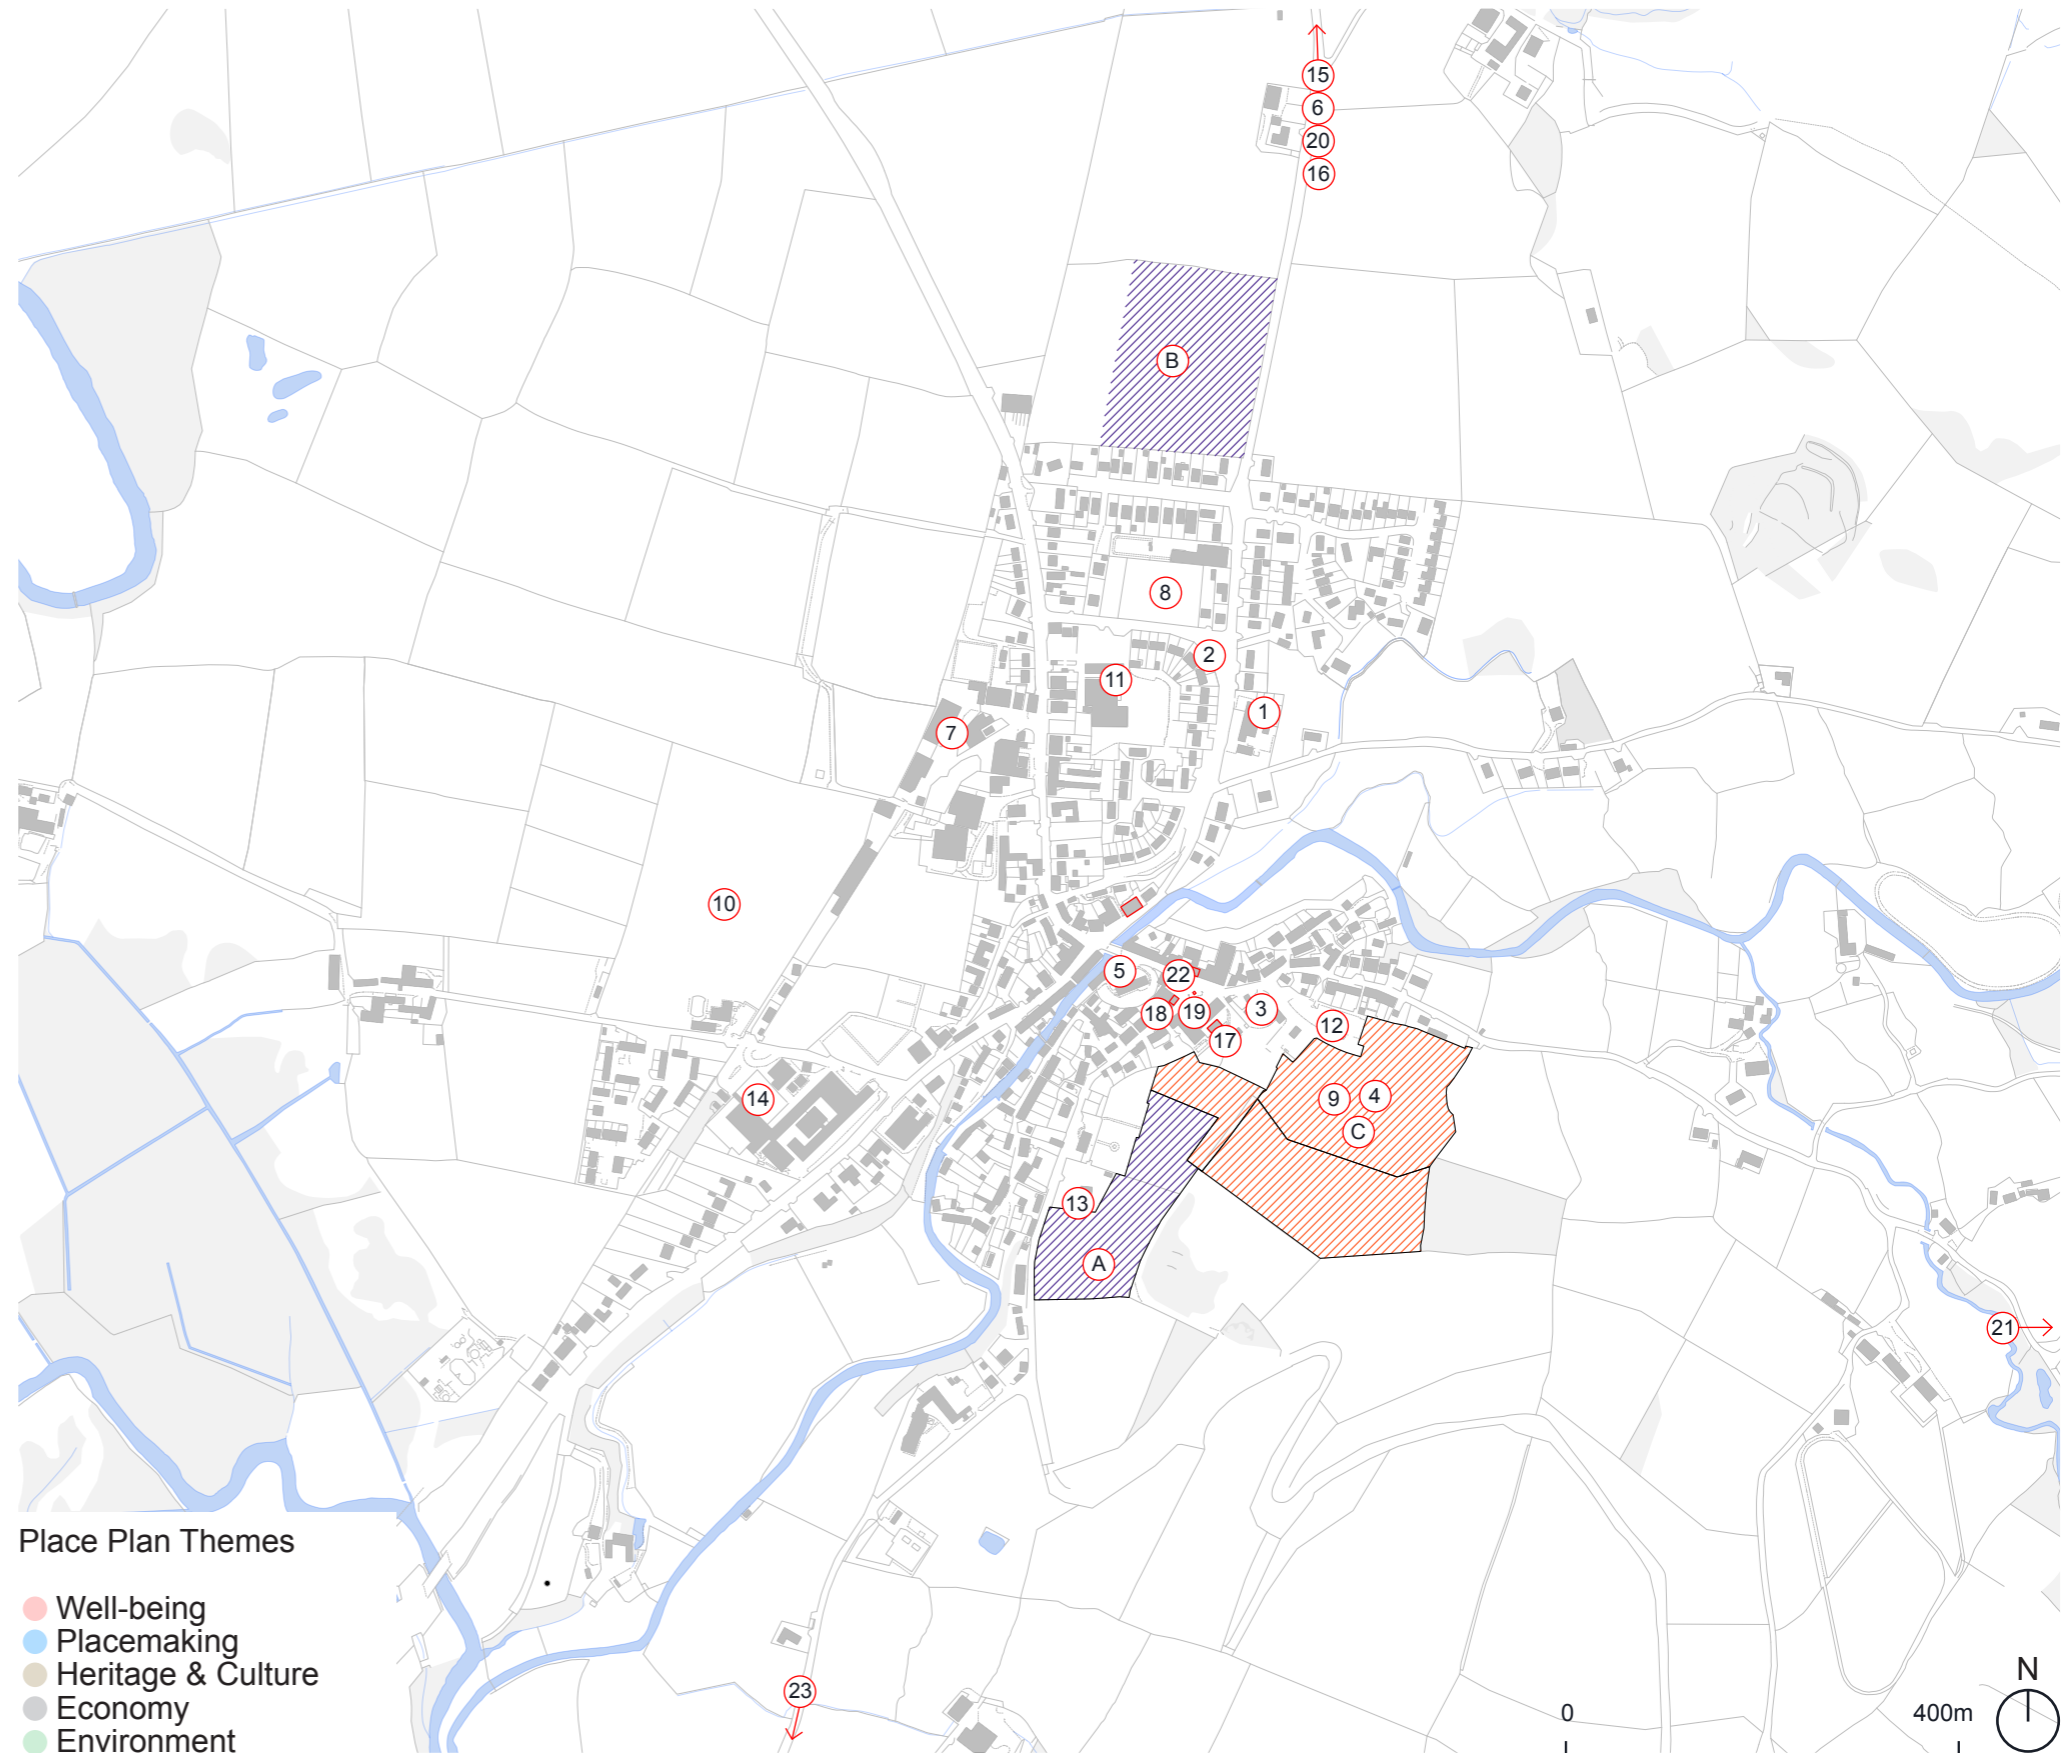 15
6
20
16
B
8
2
11
1
7
10
5
22
18
19
3
12
17
14
9
4
C
13
A
21
23
Place Plan Themes
Well-being
Placemaking
Heritage & Culture
Economy
Environment
0
400m
N